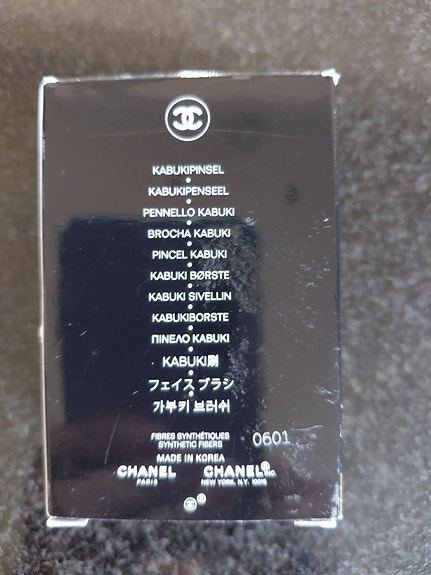 KABUKIPINSEL
KABUKIPENSEEL
PENNELLO KABUKI
BROCHA KABUKI
PINCEL KABUKI
KABUKI BØRSTE
KABUKI SIVELLIN
KABUKIBORSTE
ΠΙΝΕΛΟ KABUKI
KABUKI刷
フェイス ブラシ
가부키 브러쉬
FIBRES SYNTHÉTIQUES
SYNTHETIC FIBERS
0601
MADE IN KOREA
CHANEL CHANEL® INC.
PARIS NEW YORK, N.Y. 10019